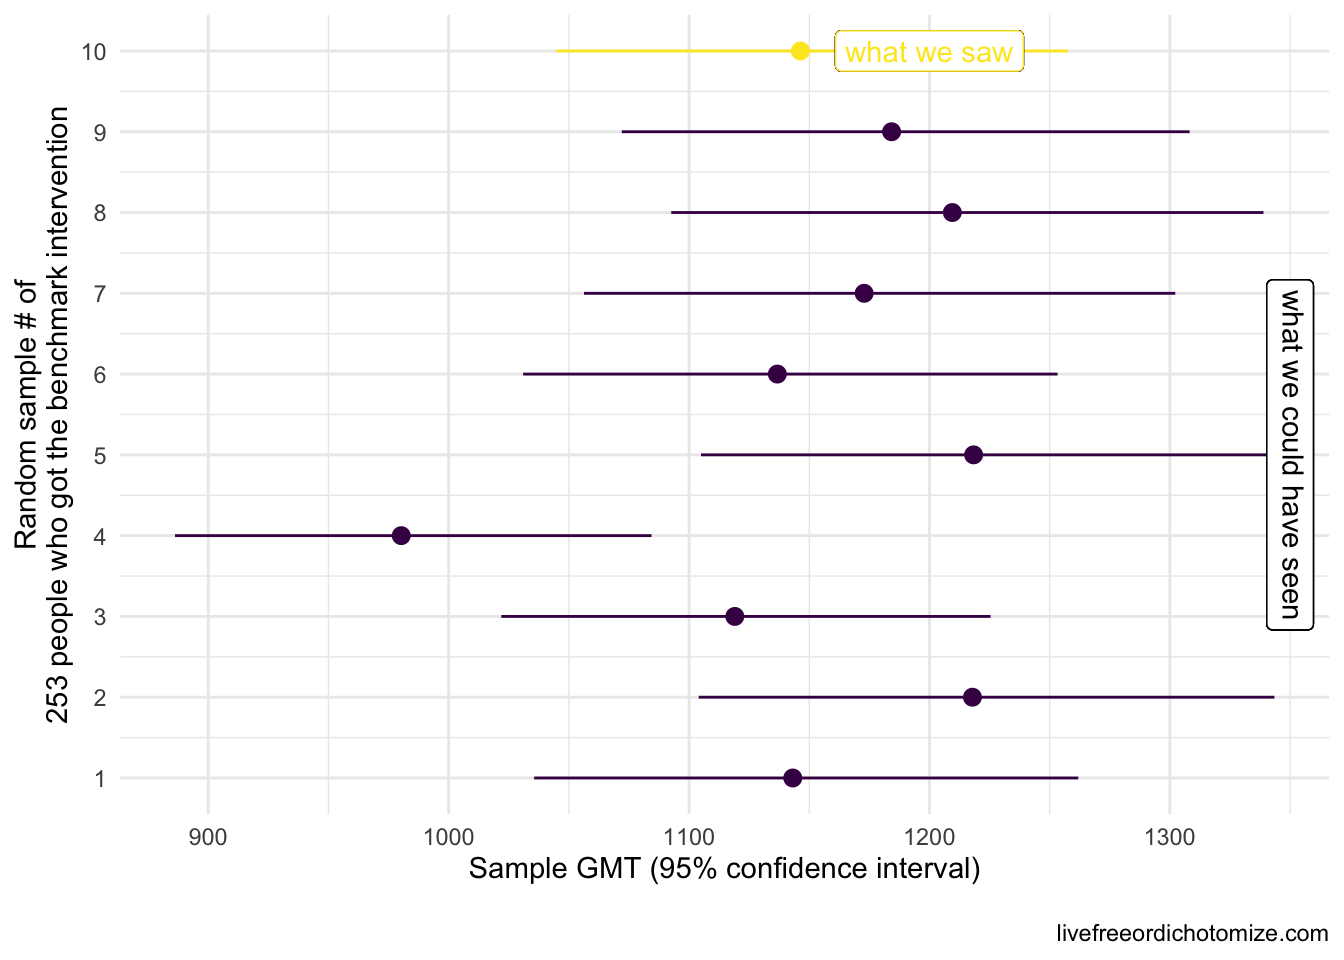 Random sample # of
253 people who got the benchmark intervention
10
what we saw
9
8
7
6
5
4
3
2
1
what we could have seen
900 1000 1100 1200 1300
Sample GMT (95% confidence interval)
livefreeordichotomize.com